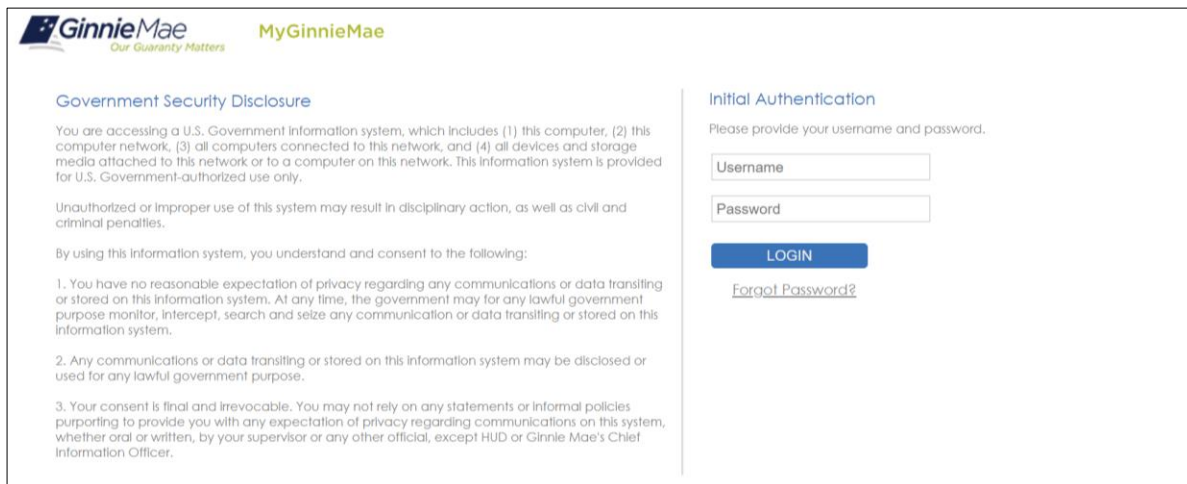 GinnieMae
Our Guaranty Matters
MyGinnieMae
Government Security Disclosure
You are accessing a U.S. Government information system, which includes (1) this computer, (2) this
computer network, (3) all computers connected to this network, and (4) all devices and storage
media attached to this network or to a computer on this network. This information system is provided
for U.S. Government-authorized use only.
Unauthorized or improper use of this system may result in disciplinary action, as well as civil and
criminal penalties.
By using this information system, you understand and consent to the following:
1. You have no reasonable expectation of privacy regarding any communications or data transiting
or stored on this information system. At any time, the government may for any lawful government
purpose monitor, intercept, search and seize any communication or data transiting or stored on this
information system.
2. Any communications or data transiting or stored on this information system may be disclosed or
used for any lawful government purpose.
3. Your consent is final and irrevocable. You may not rely on any statements or informal policies
purporting to provide you with any expectation of privacy regarding communications on this system,
whether oral or written, by your supervisor or any other official, except HUD or Ginnie Mae's Chief
Information Officer.
Initial Authentication
Please provide your username and password.
Username
Password
LOGIN
Forgot Password?